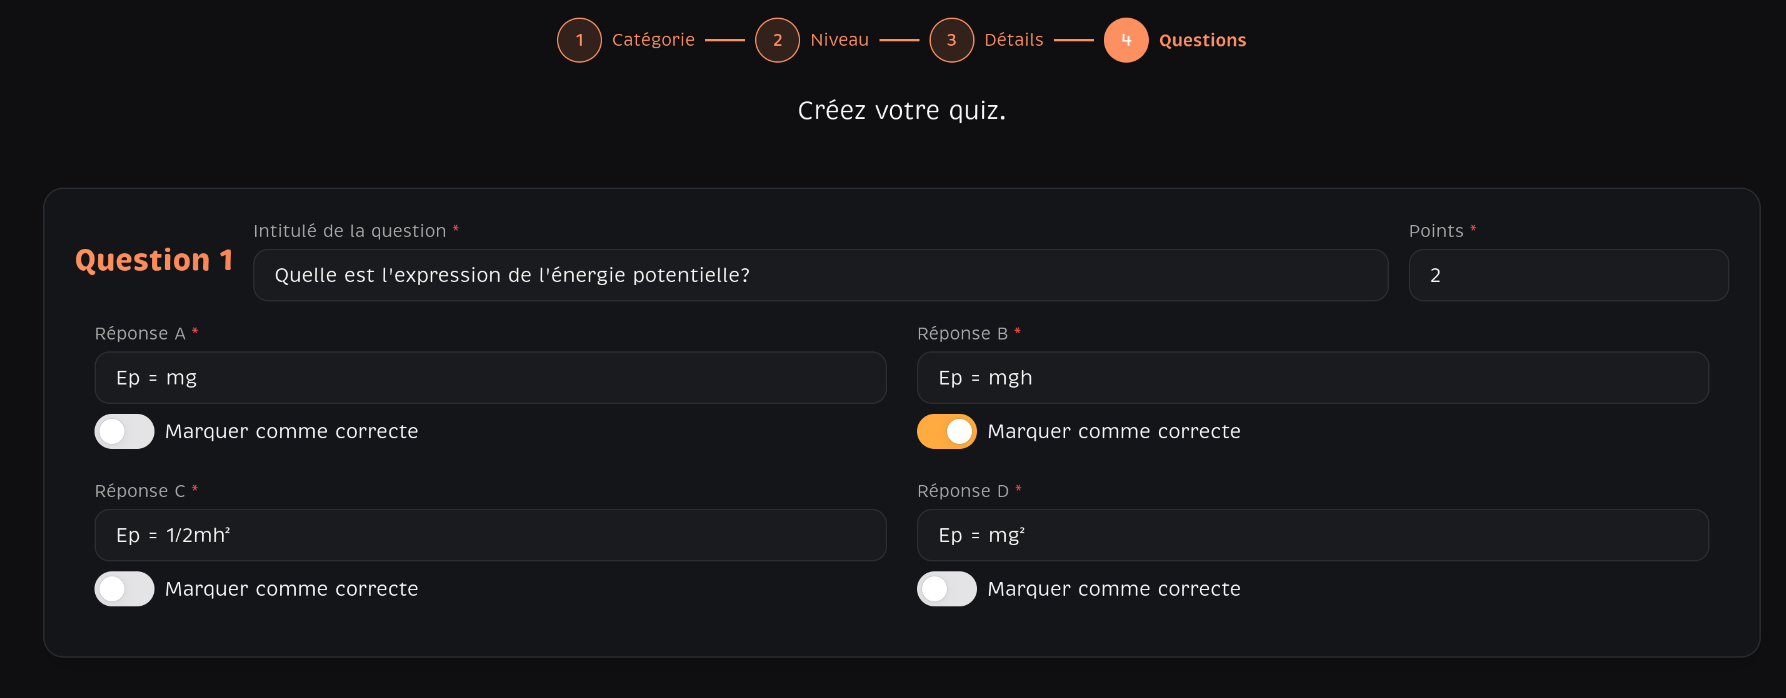 1 Catégorie 2 Niveau 3 Détails 4 Questions
Créez votre quiz.
Question 1
Intitulé de la question *
Quelle est l'expression de l'énergie potentielle?
Points *
2
Réponse A *
Ep = mg
Marquer comme correcte
Réponse B *
Ep = mgh
Marquer comme correcte
Réponse C *
Ep = 1/2mh²
Marquer comme correcte
Réponse D *
Ep = mg²
Marquer comme correcte